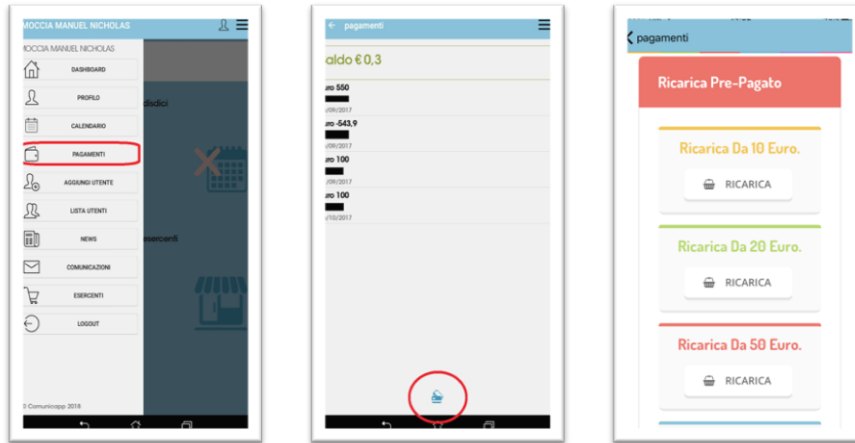 MOCCIA MANUEL NICHOLAS
MOCCIA MANUEL NICHOLAS
DASHBOARD
PROFILO
disdici
CALENDARIO
PAGAMENTI
AGGIUNGI UTENTE
LISTA UTENTI
NEWS
esercenti
COMUNICAZIONI
ESERCENTI
LOGOUT
© Comunicapp 2018
pagamenti
aldo € 0,3
uro 550
/09/2017
uro -543,9
/09/2017
uro 100
/09/2017
uro 100
/10/2017
pagamenti
Ricarica Pre-Pagato
Ricarica Da 10 Euro.
RICARICA
Ricarica Da 20 Euro.
RICARICA
Ricarica Da 50 Euro.
RICARICA